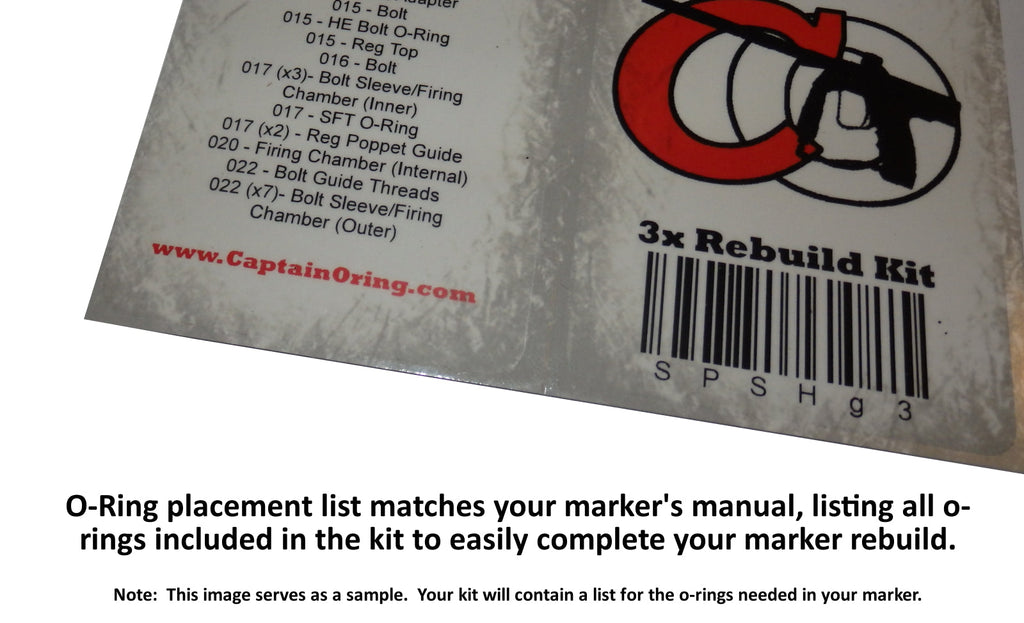 015 - Bolt
015 - HE Bolt O-Ring
015 - Reg Top
016 - Bolt
017 (x3)- Bolt Sleeve/Firing
Chamber (Inner)
017 - SFT O-Ring
017 (x2) - Reg Poppet Guide
020 - Firing Chamber (Internal)
022 - Bolt Guide Threads
022 (x7)- Bolt Sleeve/Firing
Chamber (Outer)
www.CaptainOring.com
3x Rebuild Kit
SPSHg3
O-Ring placement list matches your marker's manual, listing all o-
rings included in the kit to easily complete your marker rebuild.
Note:  This image serves as a sample.  Your kit will contain a list for the o-rings needed in your marker.